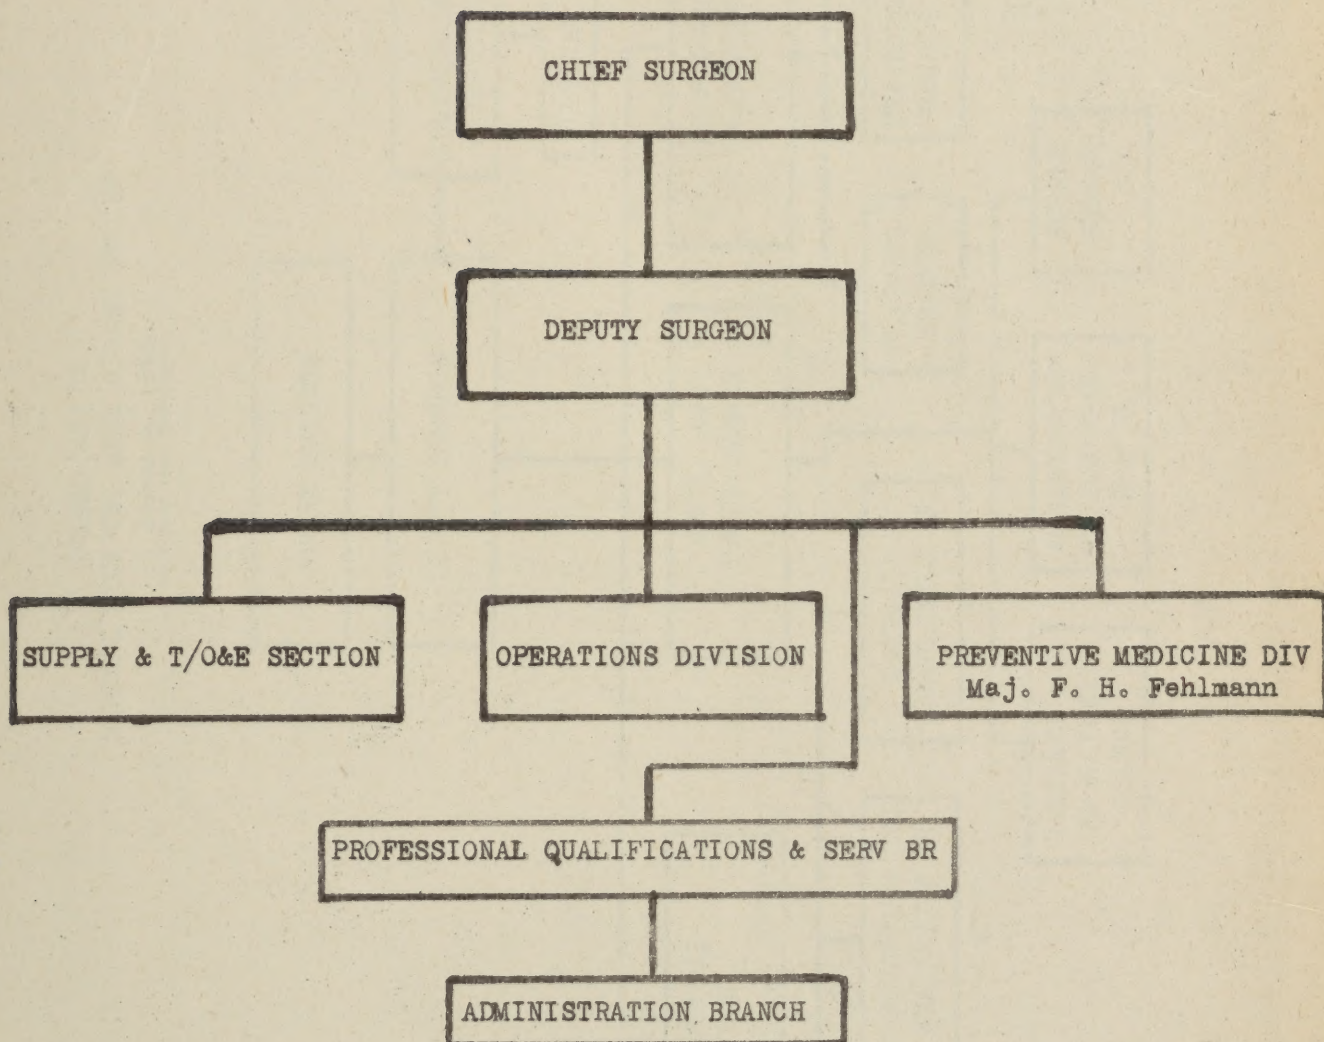 CHIEF SURGEON
DEPUTY SURGEON
SUPPLY & T/O&E SECTION
OPERATIONS DIVISION
PREVENTIVE MEDICINE DIV
Maj. F. H. Fehlmann
PROFESSIONAL QUALIFICATIONS & SERV BR
ADMINISTRATION BRANCH